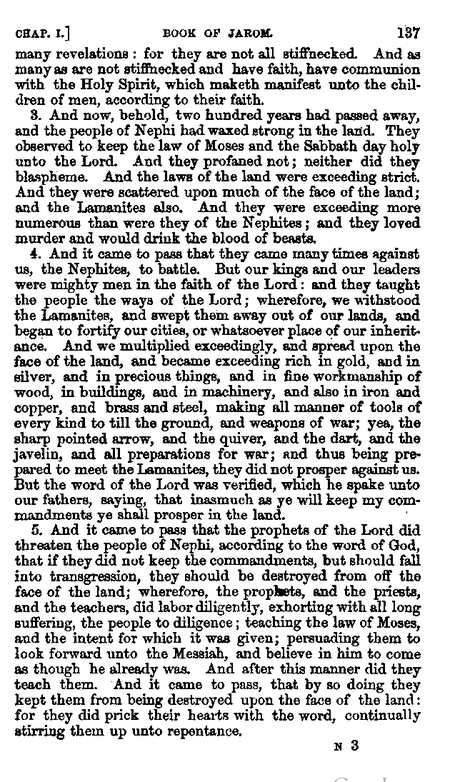 CHAP. I.] BOOK OF JAROM. 137
many revelations: for they are not all stiffnecked. And as
many as are not stiffnecked and have faith, have communion
with the Holy Spirit, which maketh manifest unto the chil-
dren of men, according to their faith.
3. And now, behold, two hundred years had passed away,
and the people of Nephi had waxed strong in the land. They
observed to keep the law of Moses and the Sabbath day holy
unto the Lord. And they profaned not; neither did they
blaspheme. And the laws of the land were exceeding strict.
And they were scattered upon much of the face of the land;
and the Lamanites also. And they were exceeding more
numerous than were they of the Nephites; and they loved
murder and would drink the blood of beasts.
4. And it came to pass that they came many times against
us, the Nephites, to battle. But our kings and our leaders
were mighty men in the faith of the Lord: and they taught
the people the ways of the Lord; wherefore, we withstood
the Lamanites, and swept them away out of our lands, and
began to fortify our cities, or whatsoever place of our inherit-
ance. And we multiplied exceedingly, and spread upon the
face of the land, and became exceeding rich in gold, and in
silver, and in precious things, and in fine workmanship of
wood, in buildings, and in machinery, and also in iron and
copper, and brass and steel, making all manner of tools of
every kind to till the ground, and weapons of war; yea, the
sharp pointed arrow, and the quiver, and the dart, and the
javelin, and all preparations for war; and thus being pre-
pared to meet the Lamanites, they did not prosper against us.
But the word of the Lord was verified, which he spake unto
our fathers, saying, that inasmuch as ye will keep my com-
mandments ye shall prosper in the land.
5. And it came to pass that the prophets of the Lord did
threaten the people of Nephi, according to the word of God,
that if they did not keep the commandments, but should fall
into transgression, they should be destroyed from off the
face of the land; wherefore, the prophets, and the priests,
and the teachers, did labor diligently, exhorting with all long
suffering, the people to diligence; teaching the law of Moses,
and the intent for which it was given; persuading them to
look forward unto the Messiah, and believe in him to come
as though he already was. And after this manner did they
teach them. And it came to pass, that by so doing they
kept them from being destroyed upon the face of the land:
for they did prick their hearts with the word, continually
stirring them up unto repentance.
N 3